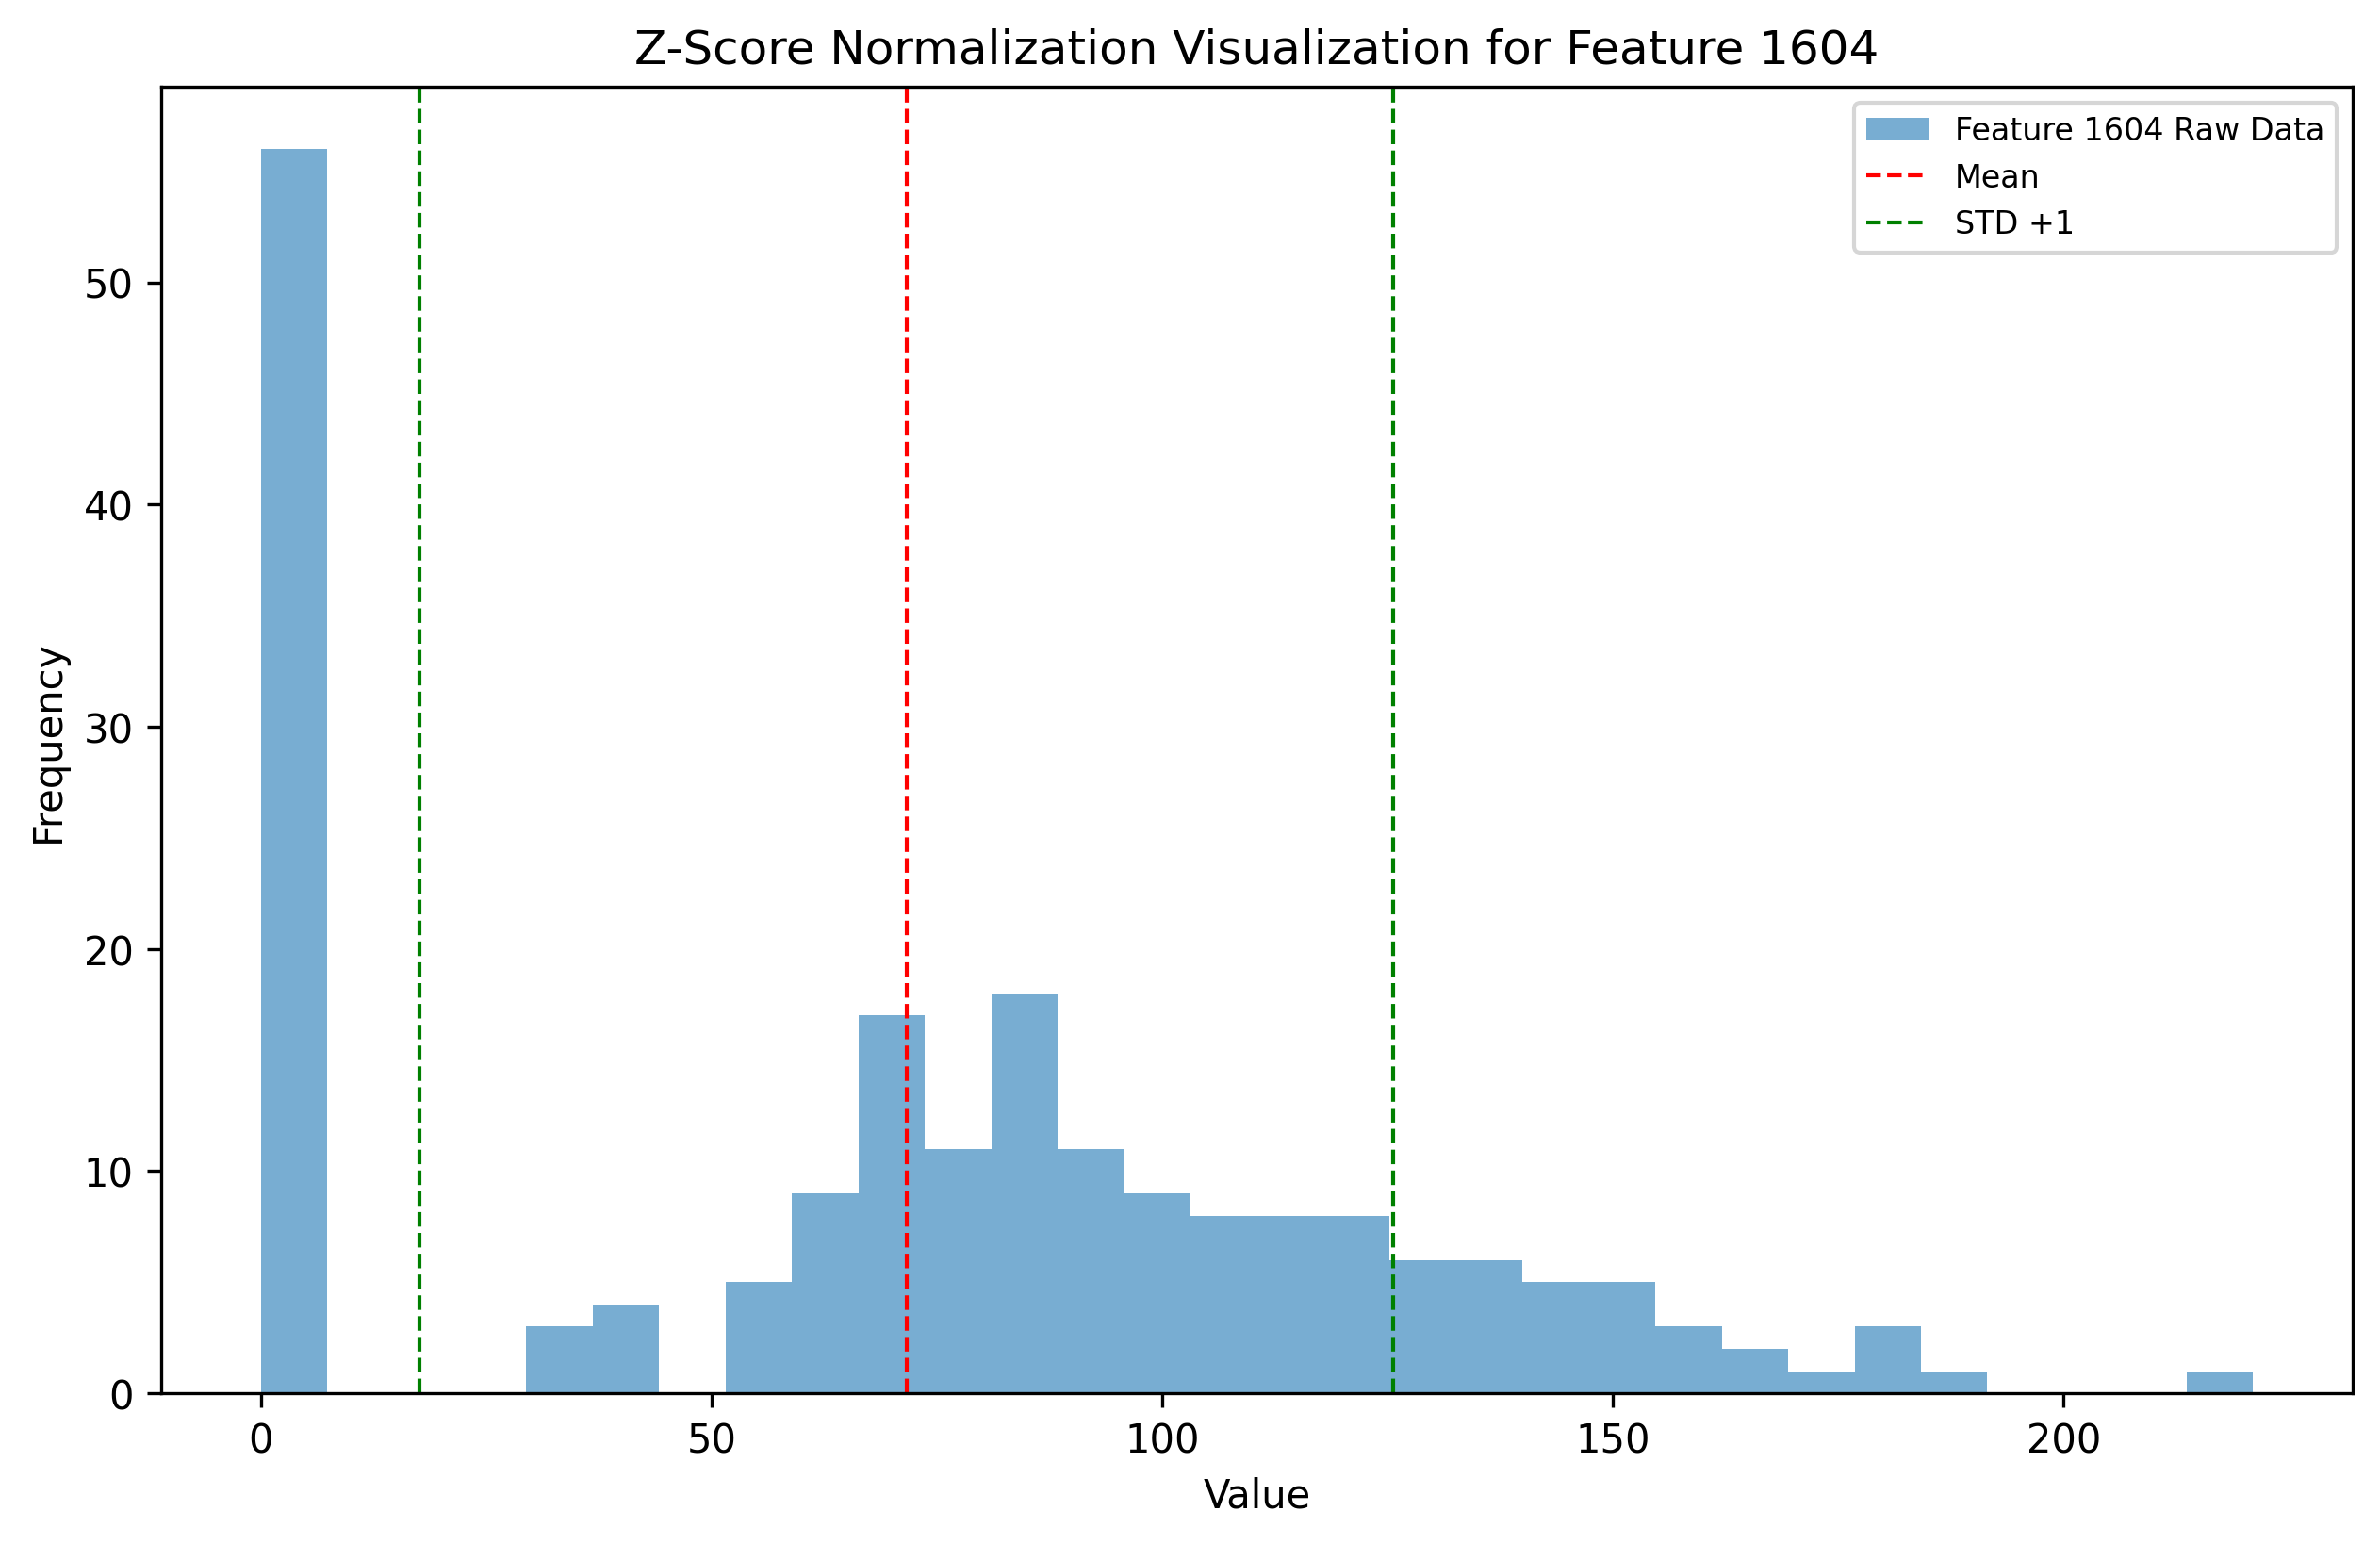 Z-Score Normalization Visualization for Feature 1604
Feature 1604 Raw Data
Mean
STD +1
Frequency
50
40
30
20
10
0
0 50 100 150 200
Value